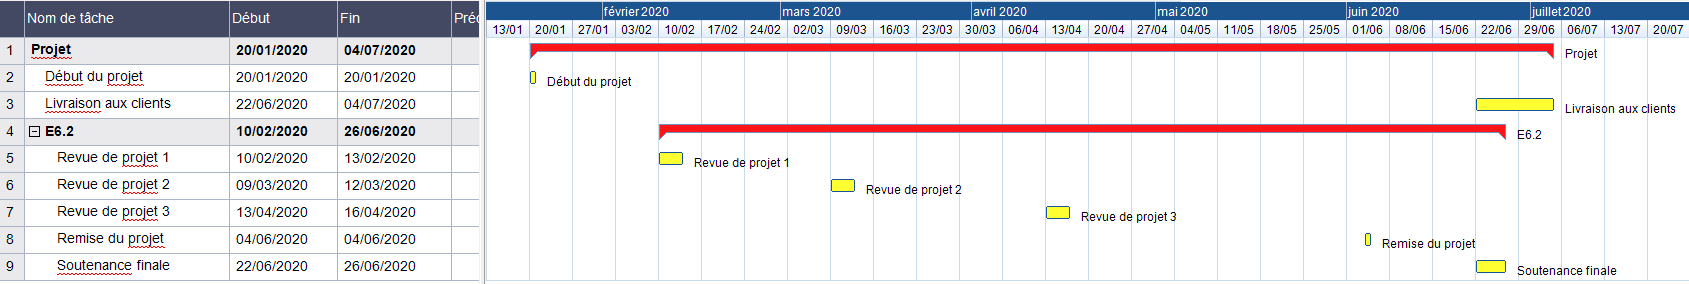 Nom de tâche Début Fin Préc
février 2020 mars 2020 avril 2020 mai 2020 juin 2020 juillet 2020
13/01 20/01 27/01 03/02 10/02 17/02 24/02 02/03 09/03 16/03 23/03 30/03 06/04 13/04 20/04 27/04 04/05 11/05 18/05 25/05 01/06 08/06 15/06 22/06 29/06 06/07 13/07 20/07
1 Projet 20/01/2020 04/07/2020 Projet
2 Début du projet 20/01/2020 20/01/2020 Début du projet
3 Livraison aux clients 22/06/2020 04/07/2020 Livraison aux clients
4 E6.2 10/02/2020 26/06/2020 E6.2
5 Revue de projet 1 10/02/2020 13/02/2020 Revue de projet 1
6 Revue de projet 2 09/03/2020 12/03/2020 Revue de projet 2
7 Revue de projet 3 13/04/2020 16/04/2020 Revue de projet 3
8 Remise du projet 04/06/2020 04/06/2020 Remise du projet
9 Soutenance finale 22/06/2020 26/06/2020 Soutenance finale